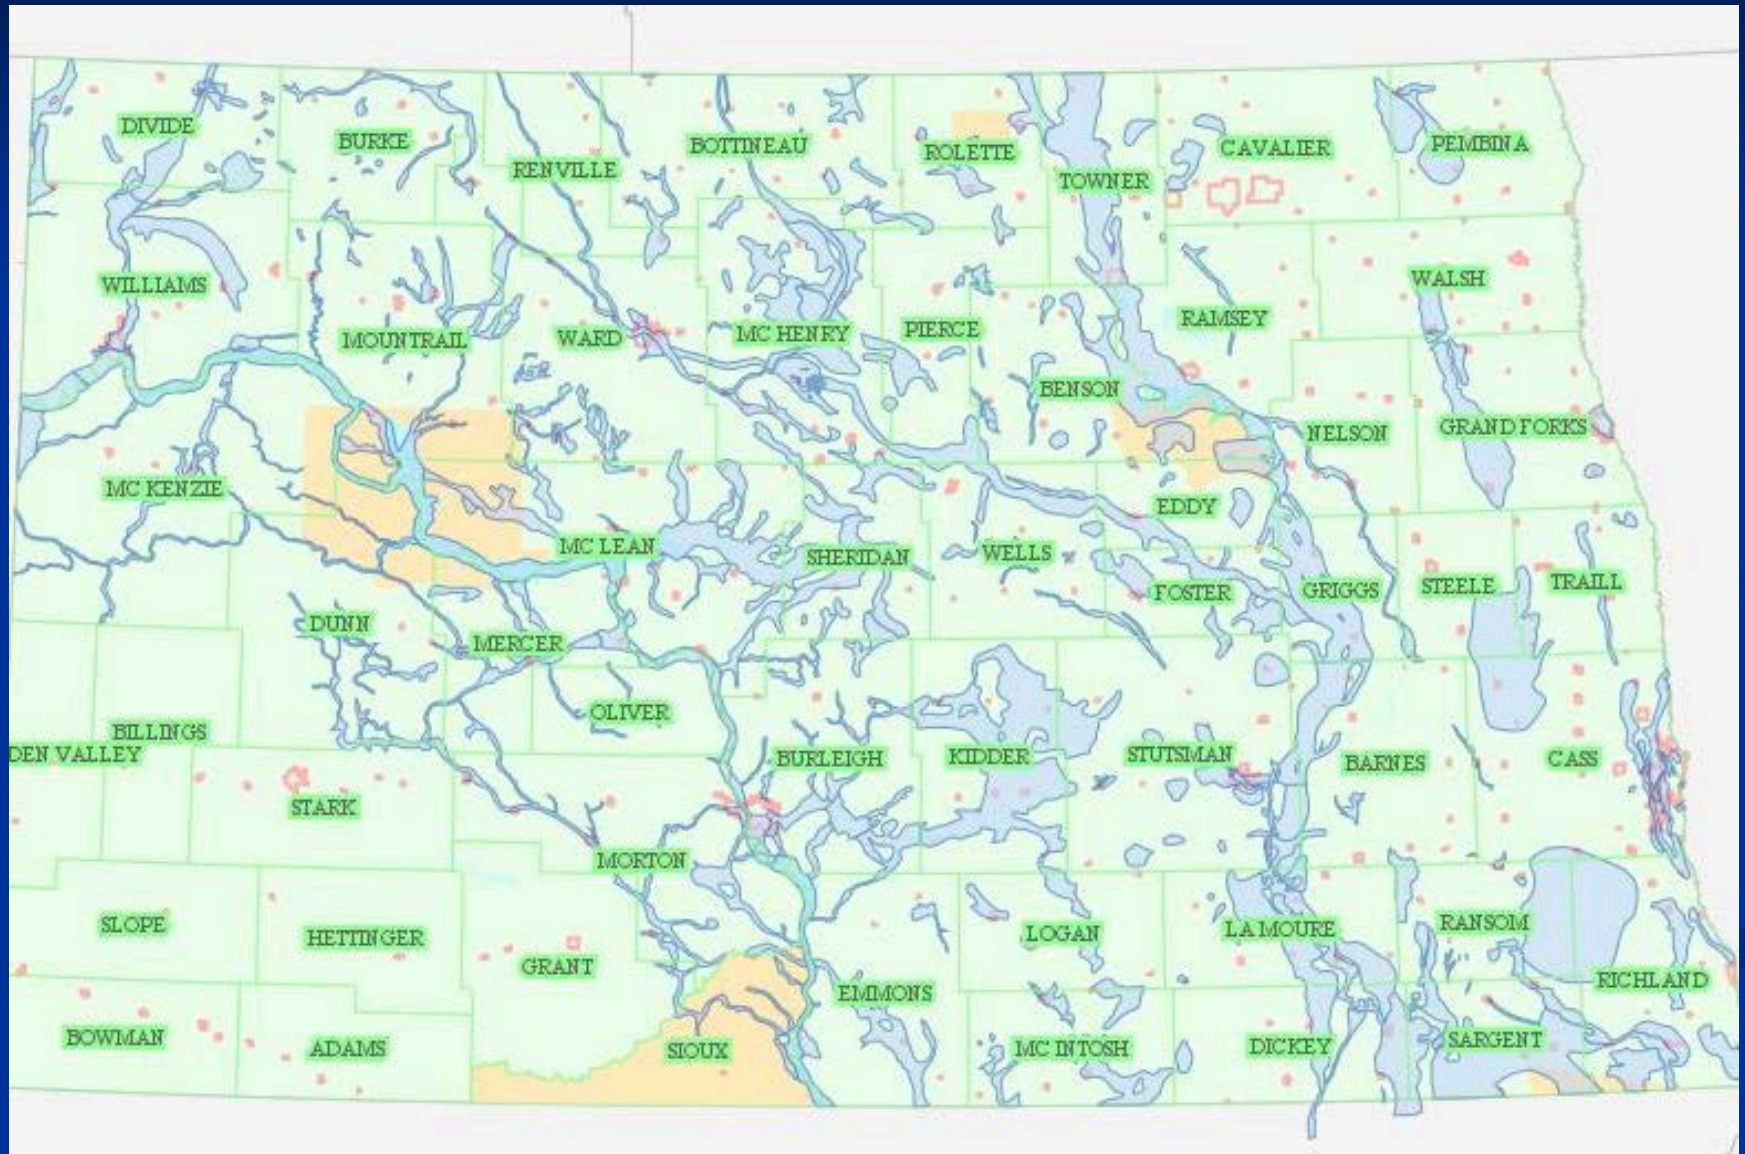 DIVIDE
BURKE
RENVILLE
BOTTINEAU
ROLETTE
TOWNER
CAVALIER
PEMBINA
WILLIAMS
MOUNTRAIL
WARD
MC HENRY
PIERCE
RAMSEY
WALSH
BENSON
NELSON
GRAND FORKS
MC KENZIE
MC LEAN
SHERIDAN
WELLS
EDDY
FOSTER
GRIGGS
STEELE
TRAILL
DUNN
MERCER
OLIVER
BILLINGS
DEN VALLEY
BURLEIGH
KIDDER
STUTSMAN
BARNES
CASS
STARK
MORTON
SLOPE
HETTINGER
GRANT
EMMONS
LOGAN
LA MOURE
RANSOM
RICHLAND
BOWMAN
ADAMS
SIOUX
MC INTOSH
DICKEY
SARGENT